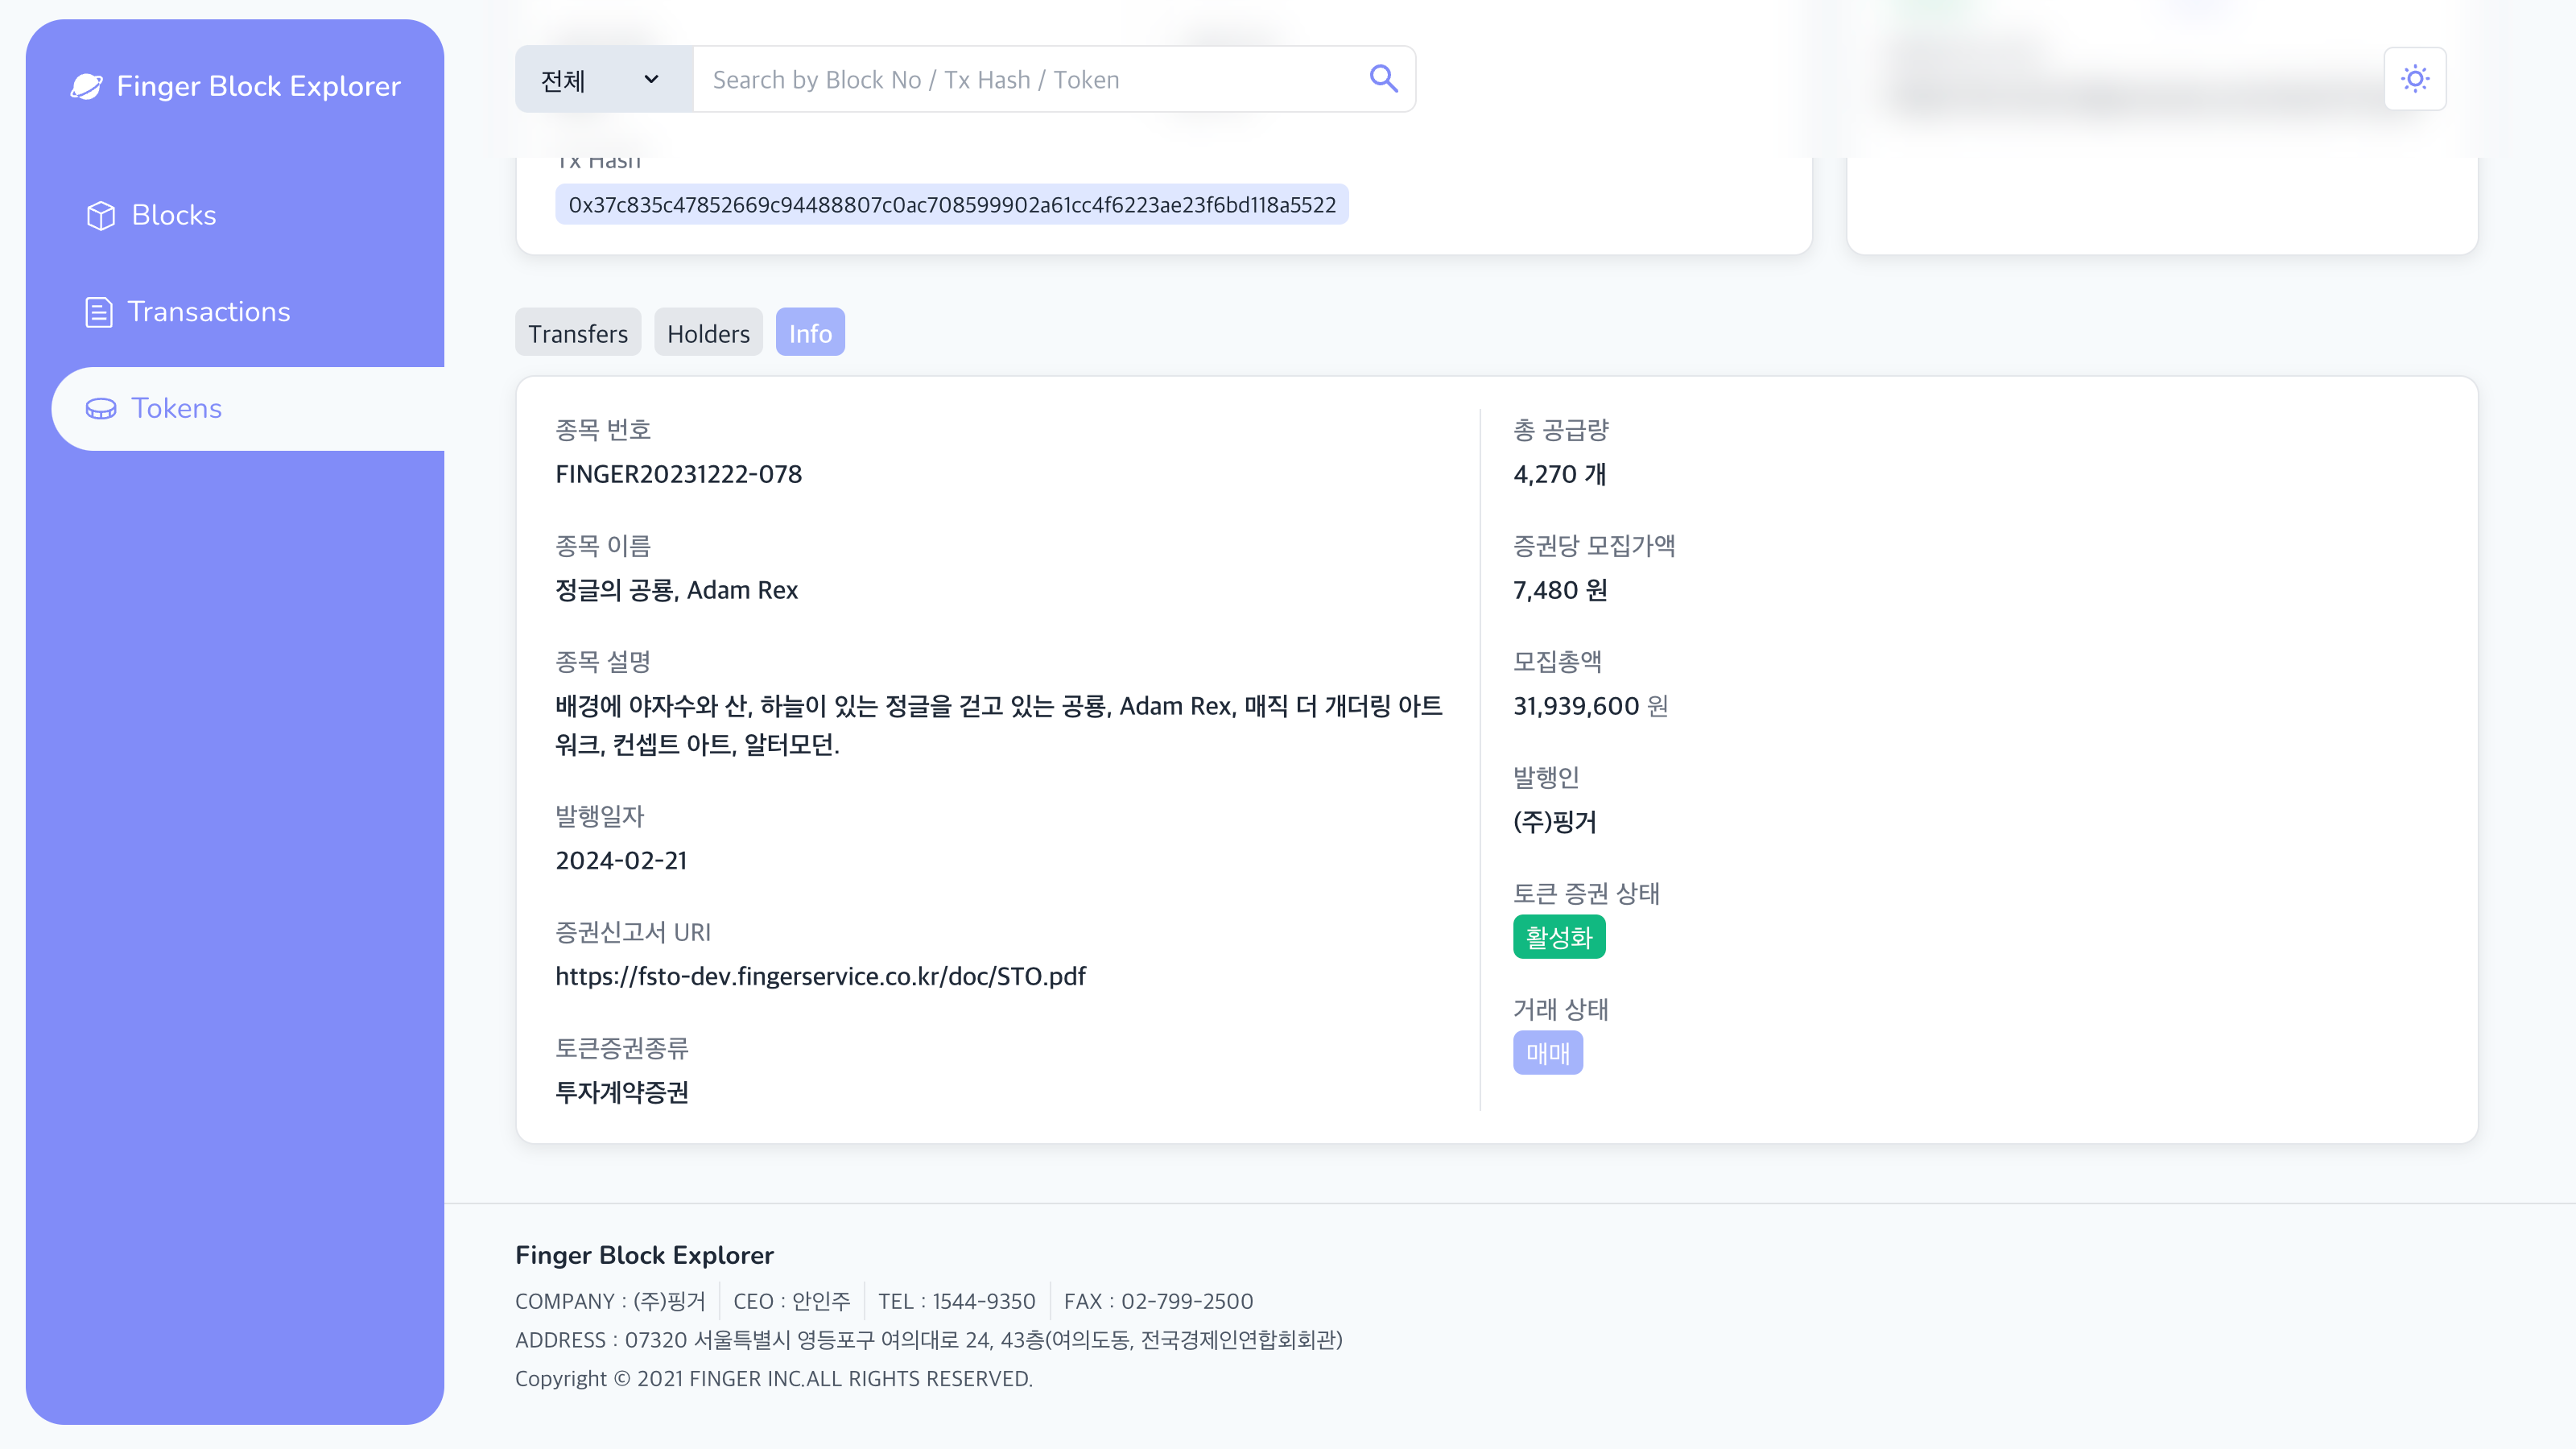 Finger Block Explorer
Blocks
Transactions
Tokens
전체
Search by Block No / Tx Hash / Token
Tx Hash
0x37c835c47852669c94488807c0ac708599902a61cc4f6223ae23f6bd118a5522
Transfers
Holders
Info
종목 번호
FINGER20231222-078
종목 이름
정글의 공룡, Adam Rex
종목 설명
배경에 야자수와 산, 하늘이 있는 정글을 걷고 있는 공룡, Adam Rex, 매직 더 개더링 아트
워크, 컨셉트 아트, 알터모던.
발행일자
2024-02-21
증권신고서 URI
https://fsto-dev.fingerservice.co.kr/doc/STO.pdf
토큰증권종류
투자계약증권
총 공급량
4,270 개
증권당 모집가액
7,480 원
모집총액
31,939,600 원
발행인
(주)핑거
토큰 증권 상태
활성화
거래 상태
매매
Finger Block Explorer
COMPANY : (주)핑거 CEO : 안인주 TEL : 1544-9350 FAX : 02-799-2500
ADDRESS : 07320 서울특별시 영등포구 여의대로 24, 43층(여의도동, 전국경제인연합회회관)
Copyright © 2021 FINGER INC.ALL RIGHTS RESERVED.